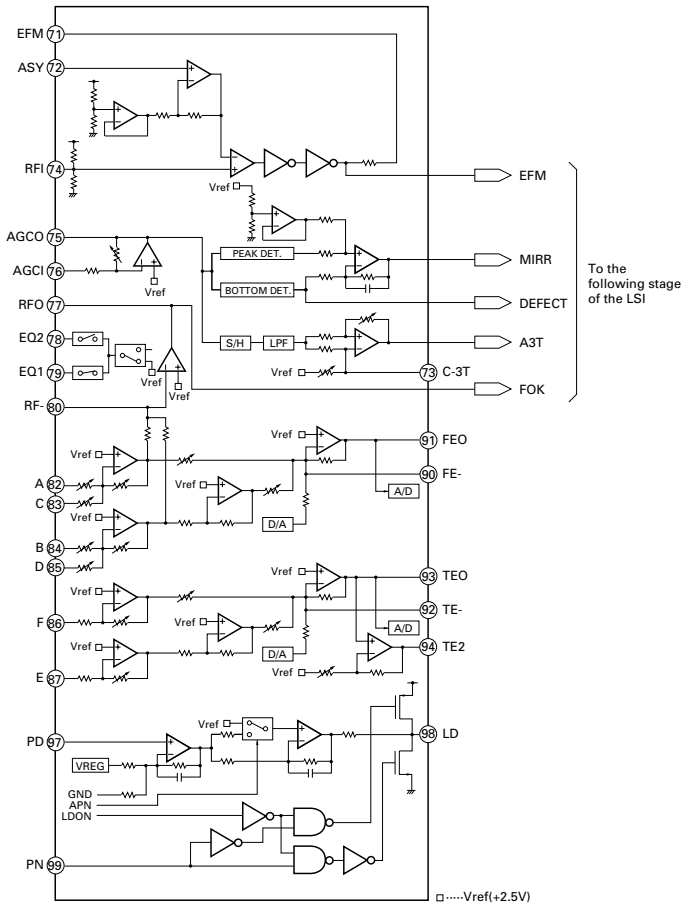 EFM 71
ASY 72
RFI 74
Vref
EFM
AGCO 75
PEAK DET.
MIRR
To the
following stage
of the LSI
AGCI 76
Vref
BOTTOM DET.
DEFECT
RFO 77
EQ2 78
S/H
LPF
A3T
EQ1 79
Vref
Vref
Vref
73 C-3T
RF- 80
FOK
Vref
91 FEO
Vref
A 82
Vref
90 FE-
C 83
A/D
Vref
D/A
B 84
D 85
Vref
93 TEO
Vref
92 TE-
F 86
Vref
A/D
Vref
D/A
94 TE2
E 87
Vref
PD 97
Vref
98 LD
VREG
GND
APN
LDON
PN 99
·····Vref(+2.5V)